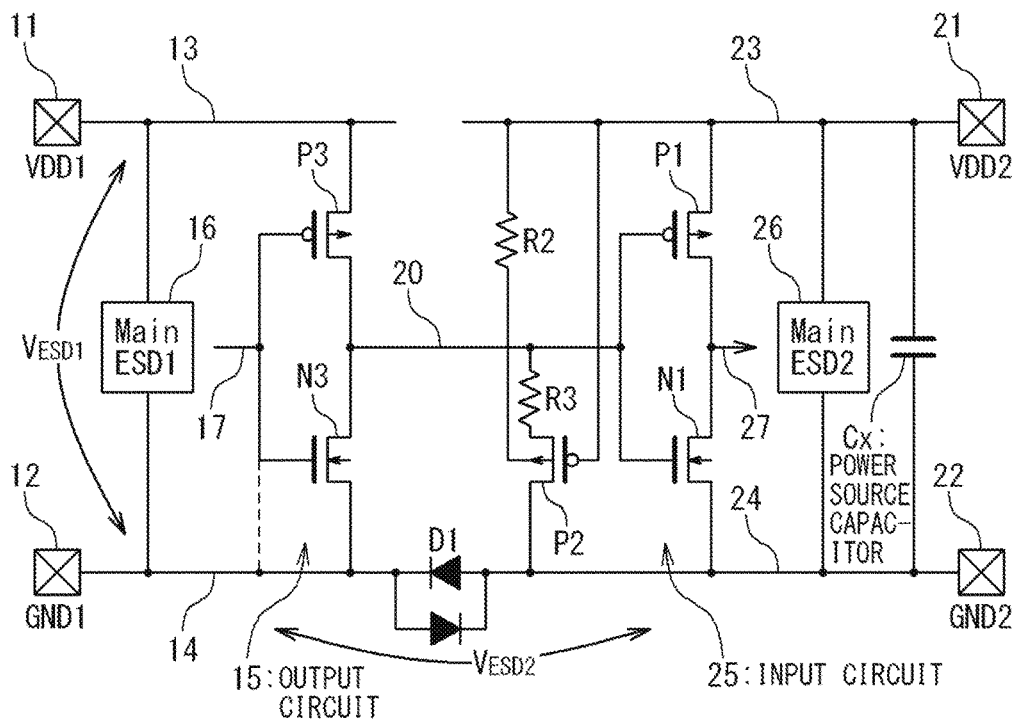 11
13
23
21
VDD1
P3
P1
VDD2
16
R2
26
20
VESD1
Main
ESD1
Main
ESD2
17
N3
R3
N1
27
Cx:
POWER
SOURCE
CAPAC-
ITOR
12
24
22
P2
D1
GND1
GND2
14
VESD2
15:OUTPUT
CIRCUIT
25:INPUT CIRCUIT